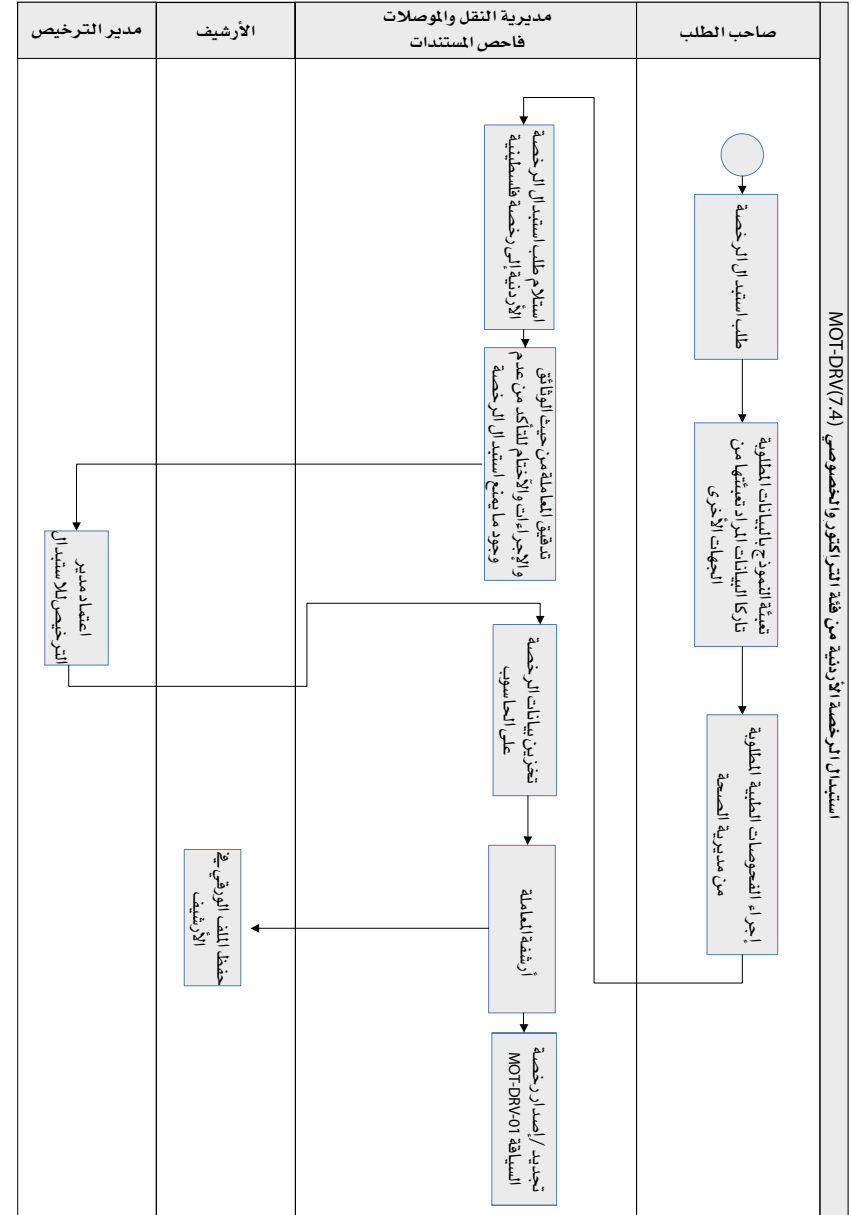 استبدال الرخصة الأردنية من فئة التراكتور والخصوصي MOT-DRV(7.4)
صاحب الطلب
مديرية النقل والموصلات
فاحص المستندات
الأرشيف
مدير الترخيص
طلب استبدال الرخصة
تعبئة النموذج بالبيانات المطلوبة
تاركا البيانات المراد تعبئتها من
الجهات الأخرى
إجراء الفحوصات الطبية المطلوبة
من مديرية الصحة
استلام طلب استبدال الرخصة
الأردنية إلى رخصة فلسطينية
تدقيق المعاملة من حيث الوثائق
والإجراءات والأختام للتأكد من عدم
وجود ما يمنع استبدال الرخصة
اعتماد مدير
الترخيص للاستبدال
تخزين بيانات الرخصة
على الحاسوب
أرشفة المعاملة
حفظ الملف الورقي في
الأرشيف
تجديد /إصدار رخصة
السياقة MOT-DRV-01